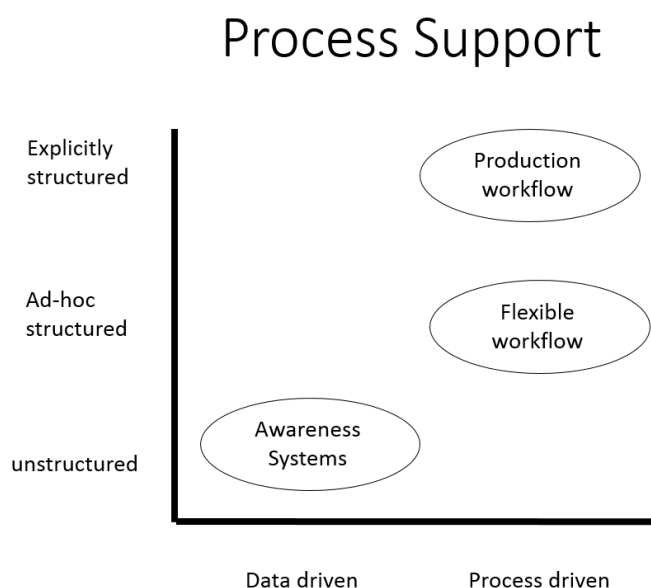 Process Support
Explicitly
structured
Production
workflow
Ad-hoc
structured
Flexible
workflow
Awareness
Systems
unstructured
Data driven
Process driven